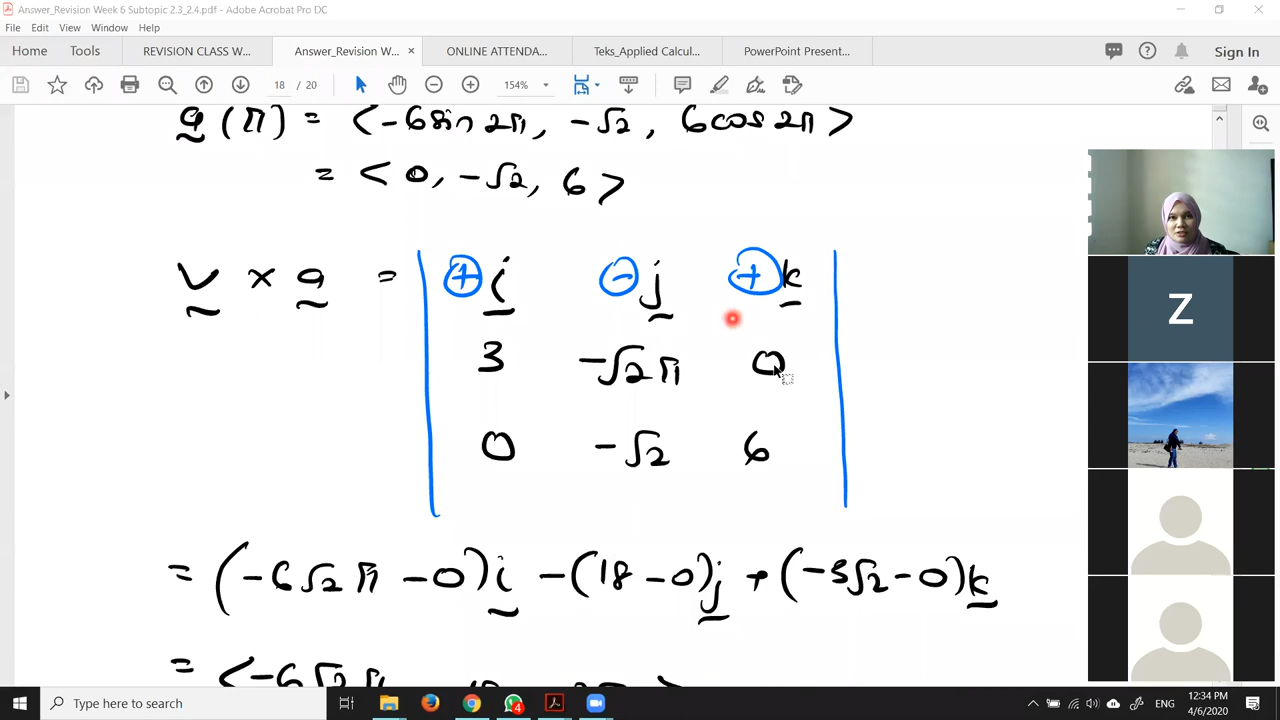 Answer_Revision Week 6 Subtopic 2.3_2.4.pdf - Adobe Acrobat Pro DC
File Edit View Window Help
Home Tools REVISION CLASS W... Answer_Revision W... × ONLINE ATTENDA... Teks_Applied Calcul... PowerPoint Present... Sign In
18 / 20 154%
a (π) = <-6sin 2π, -√2, 6cos 2π>
= < 0, -√2, 6 >
v × a = + i - j + k
3 -√2π 0
0 -√2 6
= (-6√2 π - 0) i - (18 - 0) j + (-3√2 - 0) k
Z
Type here to search
4
ENG
12:34 PM
4/6/2020